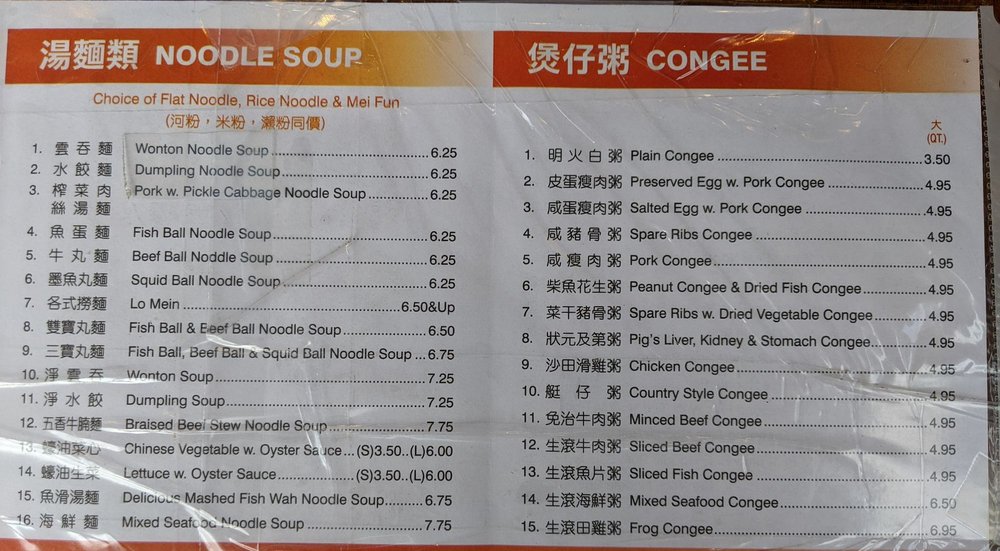 湯麵類 NOODLE SOUP
Choice of Flat Noodle, Rice Noodle & Mei Fun
(河粉，米粉，瀨粉同價)
1. 雲吞麵 Wonton Noodle Soup 6.25
2. 水餃麵 Dumpling Noodle Soup 6.25
3. 榨菜肉 Pork w. Pickle Cabbage Noodle Soup 6.25
絲湯麵
4. 魚蛋麵 Fish Ball Noodle Soup 6.25
5. 牛丸麵 Beef Ball Noddle Soup 6.25
6. 墨魚丸麵 Squid Ball Noodle Soup 6.25
7. 各式撈麵 Lo Mein 6.50&Up
8. 雙寶丸麵 Fish Ball & Eef Ball Noodle Soup 6.50
9. 三寶丸麵 Fish Ball, Beef Ball & Squid Ball Noodle Soup 6.75
10. 淨雲吞 Wonton Soup 7.25
11. 淨水餃 Dumpling Soup 7.25
12. 五香牛腩麵 Braised Beef Stew Noodle Soup 7.75
13. 蠔油菜心 Chinese Vegetable w. Oyster Sauce (S)3.50..(L)6.00
14. 蠔油生菜 Lettuce w. Oyster Sauce (S)3.50..(L)6.00
15. 魚滑湯麵 Delicious Mashed Fish Wah Noodle Soup 6.75
16. 海鮮麵 Mixed Seafood Noodle Soup 7.75
煲仔粥 CONGEE
大
(QT.)
1. 明火白粥 Plain Congee 3.50
2. 皮蛋瘦肉粥 Preserved Egg w. Pork Congee 4.95
3. 咸蛋瘦肉粥 Salted Egg w. Pork Congee .4.95
4. 咸豬骨粥 Spare Ribs Congee 4.95
5. 咸瘦肉粥 Pork Congee 4.95
6. 柴魚花生粥 Peanut Congee & Dried Fish Congee 4.95
7. 菜干豬骨粥 Spare Ribs w. Dried Vegetable Congee 4.95
8. 狀元及第粥 Pig's Liver, Kidney & Stomach Congee 4.95
9. 沙田滑雞粥 Chicken Congee 4.95
10. 艇仔粥 Country Style Congee 4.95
11. 免治牛肉粥 Minced Beef Congee 4.95
12. 生滾牛肉粥 Sliced Beef Congee 4.95
13. 生滾魚片粥 Sliced Fish Congee 4.95
14. 生滾海鮮粥 Mixed Seafood Congee 6.50
15. 生滾田雞粥 Frog Congee 6.95